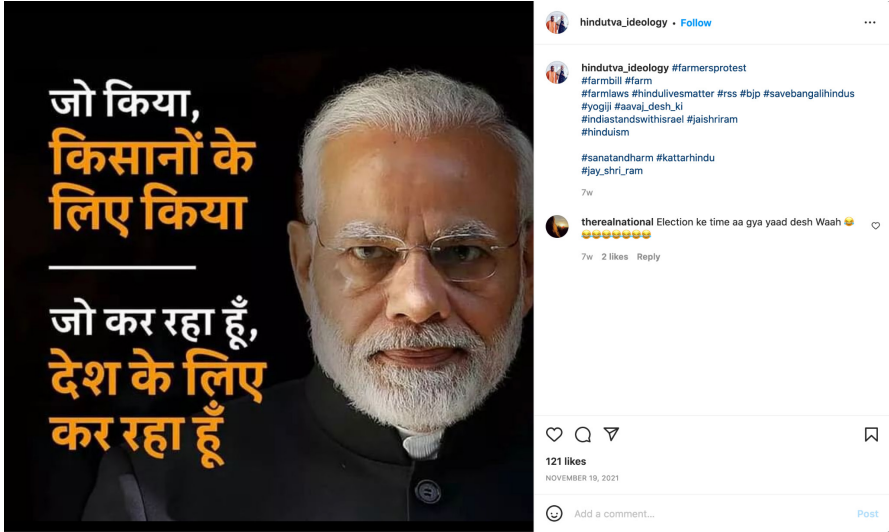 जो किया,
किसानों के
लिए किया
जो कर रहा हूँ,
देश के लिए
कर रहा हूँ
hindutva_ideology • Follow
hindutva_ideology #farmersprotest
#farmbill #farm
#farmlaws #hindulivesmatter #rss #bjp #savebangalihindus
#yogiji #aavaj_desh_ki
#indiastandswithisrael #jaishriram
#hinduism
#sanatandharm #kattarhindu
#jay_shri_ram
7w
therealnational Election ke time aa gya yaad desh Waah 😂
😂😂😂😂😂😂😂
7w 2 likes Reply
121 likes
NOVEMBER 19, 2021
Add a comment... Post